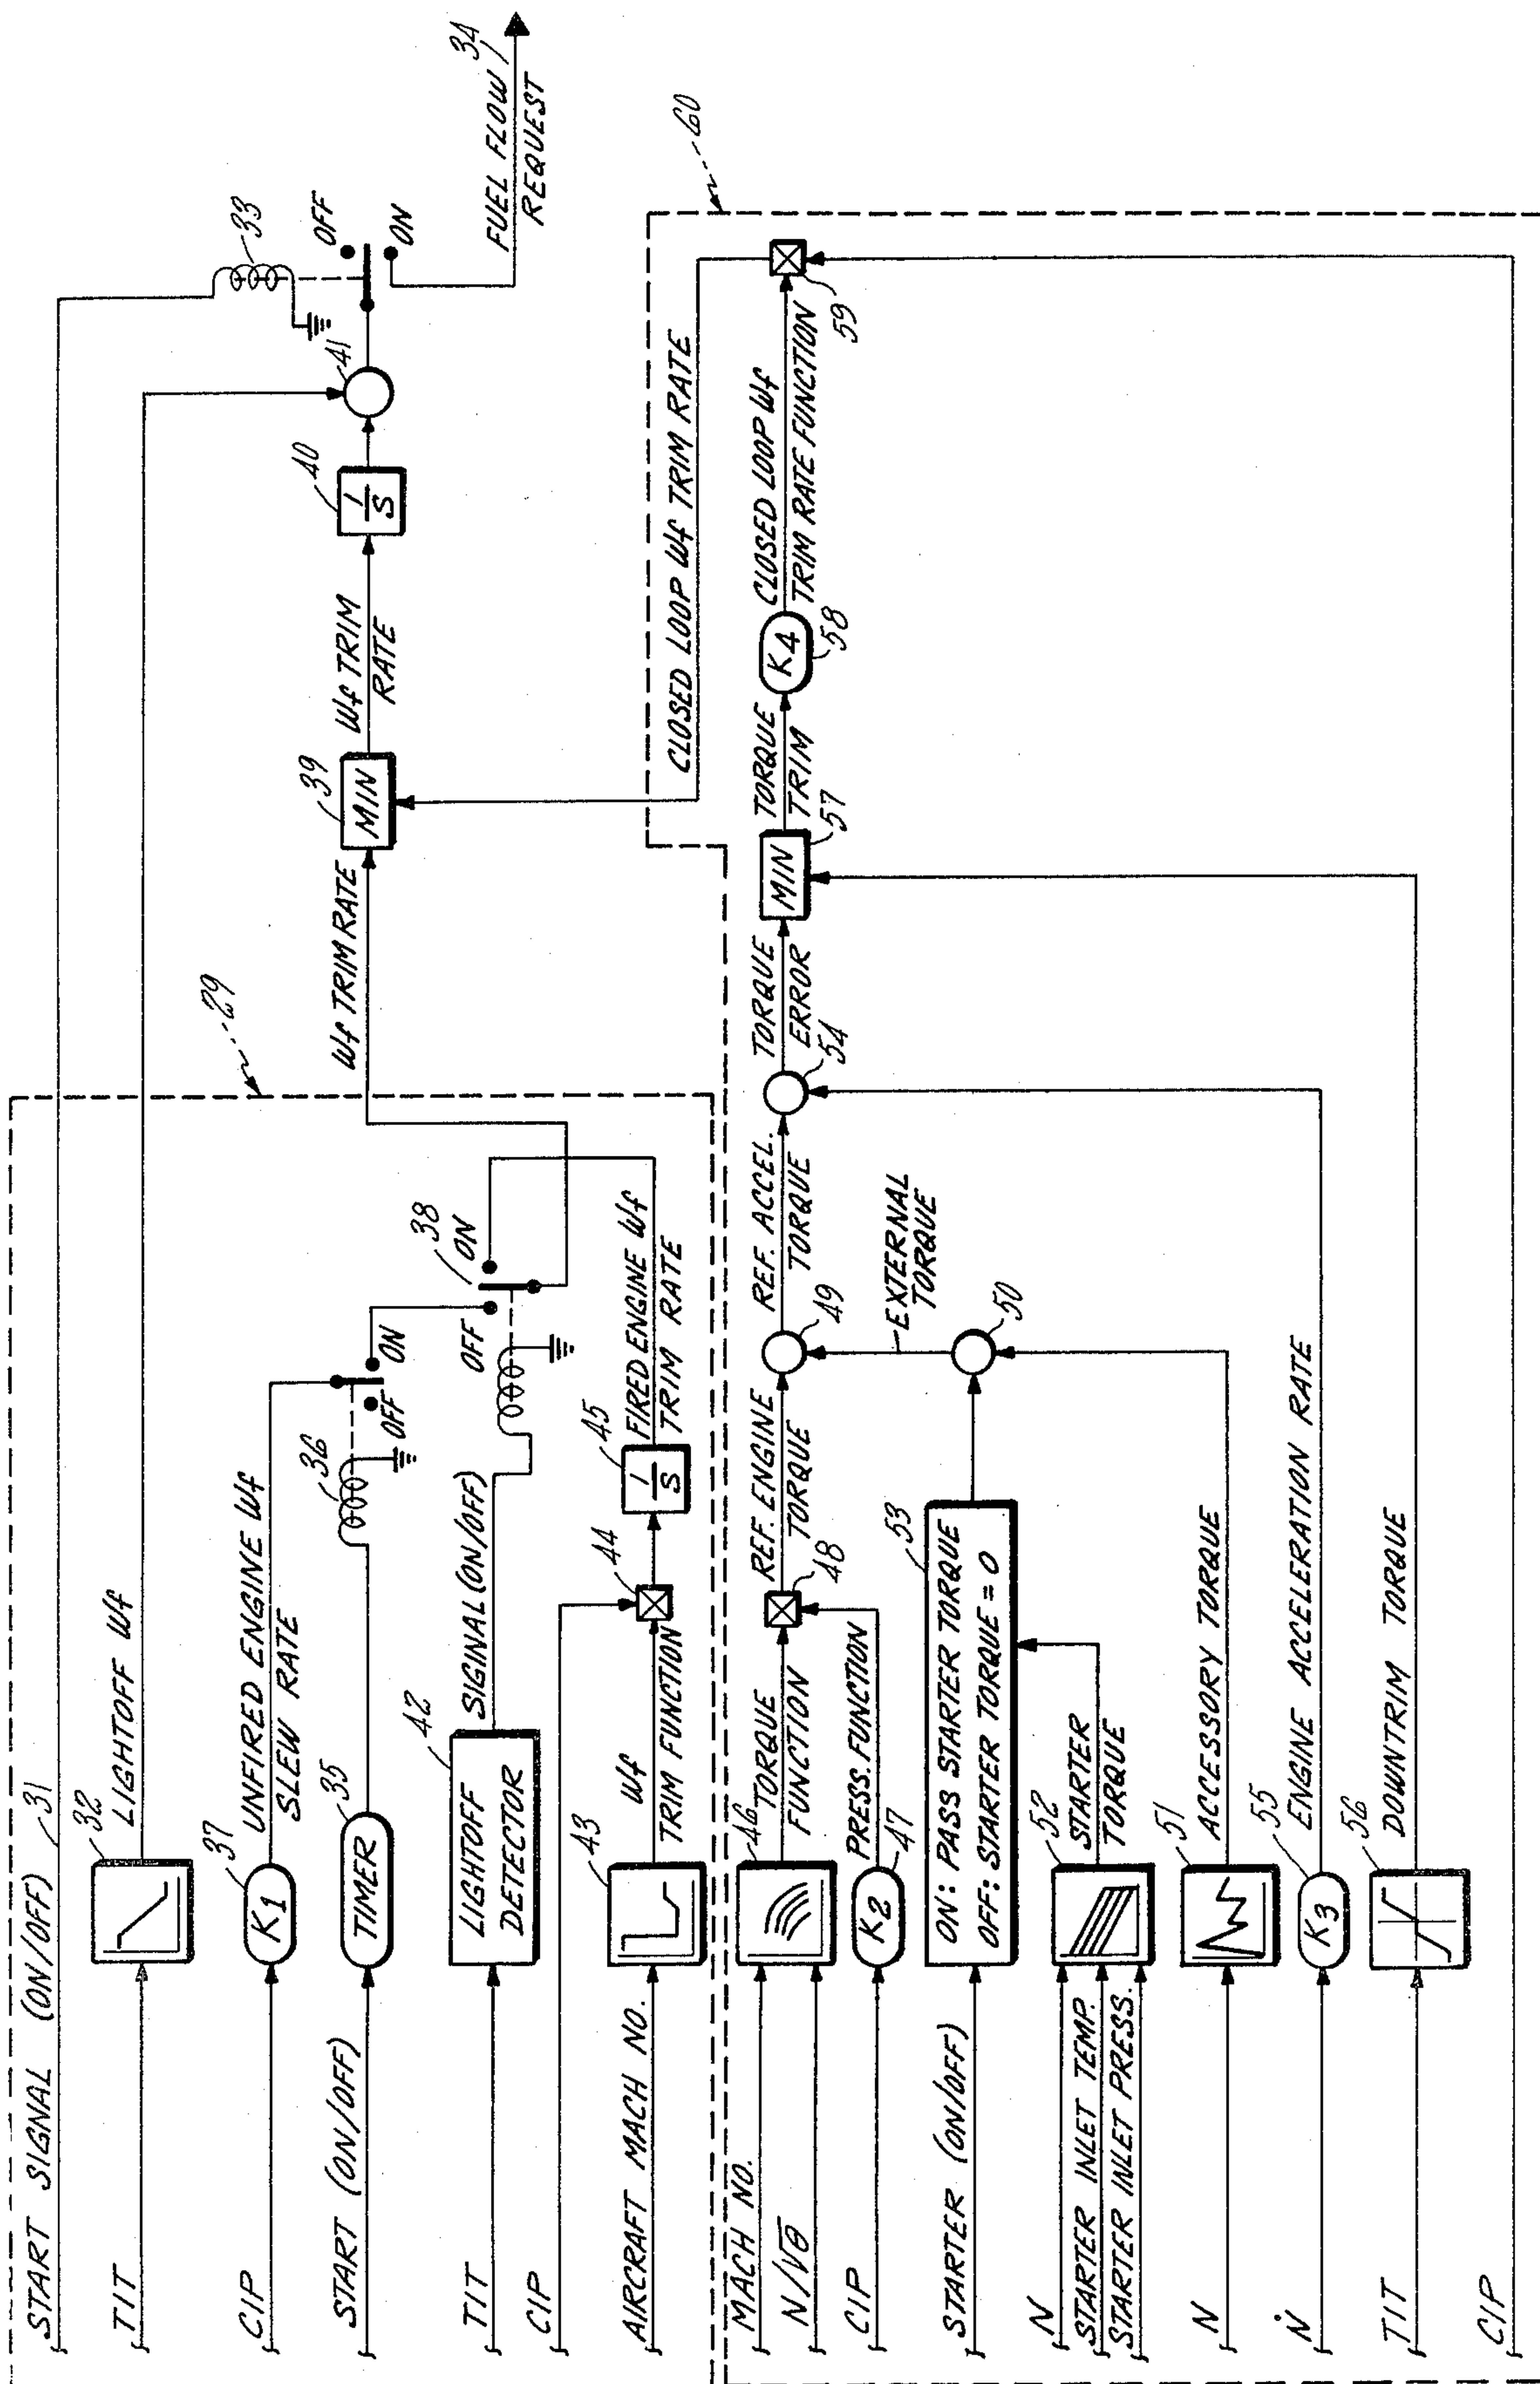 START SIGNAL (ON/OFF) 31
TIT
32
LIGHTOFF Wf
33
OFF
ON
41
FUEL FLOW 34
REQUEST
CIP
37
K1
UNFIRED ENGINE Wf
SLEW RATE
START (ON/OFF)
35
TIMER
36
OFF
ON
29
Wf TRIM RATE
39
MIN
Wf TRIM
RATE
40
1
S
TIT
42
LIGHTOFF
DETECTOR
SIGINAL (ON/OFF)
OFF
38
ON
CIP
AIRCRAFT MACH NO.
43
Wf
TRIM FUNCTION
44
45
1
S
FIRED ENGINE Wf
TRIM RATE
CLOSED LOOP Wf TRIM RATE
60
MACH NO.
N/√θ
46
TORQUE
FUNCTION
CIP
K2
47
PRESS. FUNCTION
48
REF. ENGINE
TORQUE
49
REF. ACCEL.
TORQUE
54
TORQUE
ERROR
MIN
57
TORQUE
TRIM
K4
58
CLOSED LOOP Wf
TRIM RATE FUNCTION
59
EXTERNAL
TORQUE
50
STARTER (ON/OFF)
53
ON: PASS STARTER TORQUE
OFF: STARTER TORQUE = 0
N
STARTER INLET TEMP.
STARTER INLET PRESS.
52
STARTER
TORQUE
N
51
ACCESSORY TORQUE
Ṅ
K3
55
ENGINE ACCELERATION RATE
TIT
56
DOWNTRIM TORQUE
CIP